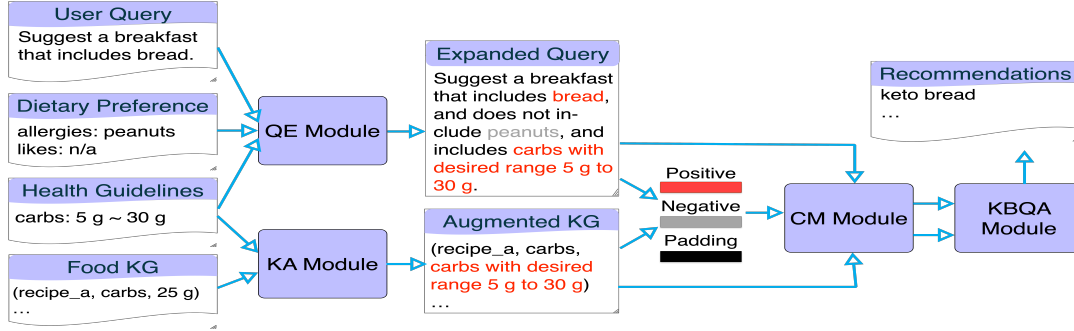 User Query
Suggest a breakfast
that includes bread.
Dietary Preference
allergies: peanuts
likes: n/a
Health Guidelines
carbs: 5 g ~ 30 g
Food KG
(recipe_a, carbs, 25 g)
...
QE Module
KA Module
Expanded Query
Suggest a breakfast
that includes bread,
and does not in-
clude peanuts, and
includes carbs with
desired range 5 g to
30 g.
Augmented KG
(recipe_a, carbs,
carbs with desired
range 5 g to 30 g)
...
Positive
Negative
Padding
CM Module
Recommendations
keto bread
...
KBQA
Module